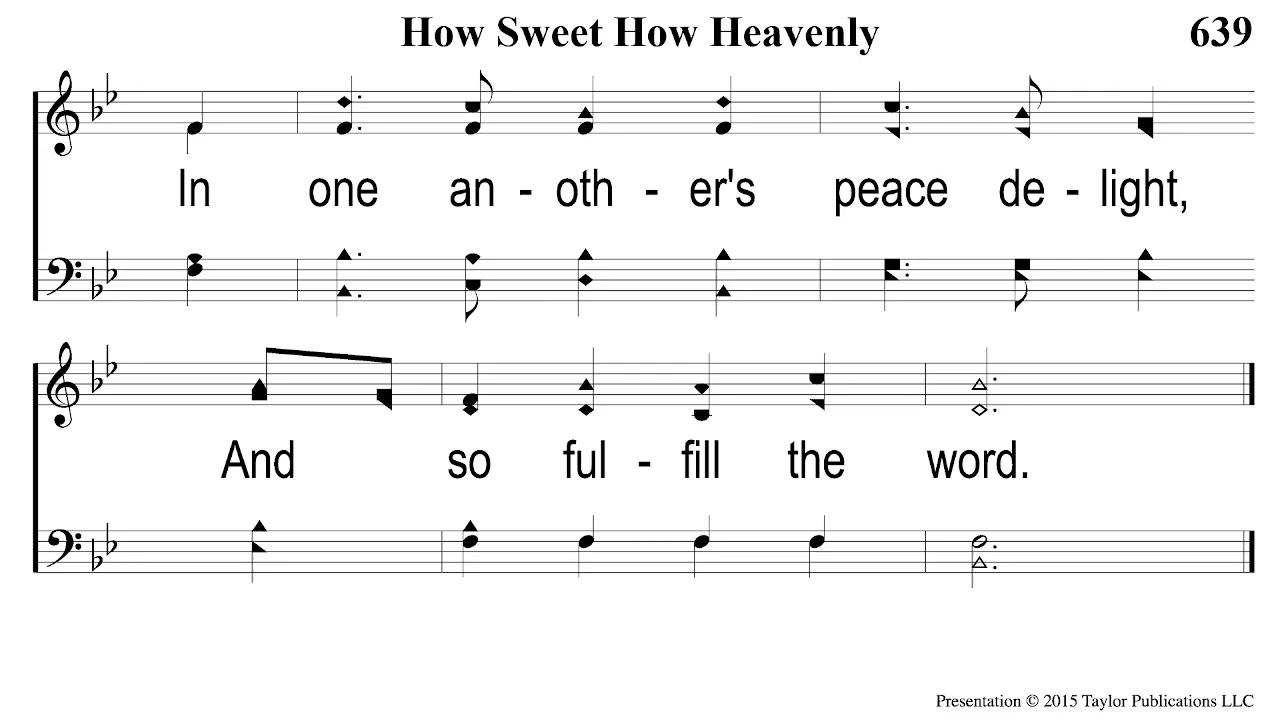 How Sweet How Heavenly 639
In one an - oth - er's peace de - light,
And so ful - fill the word.
Presentation © 2015 Taylor Publications LLC